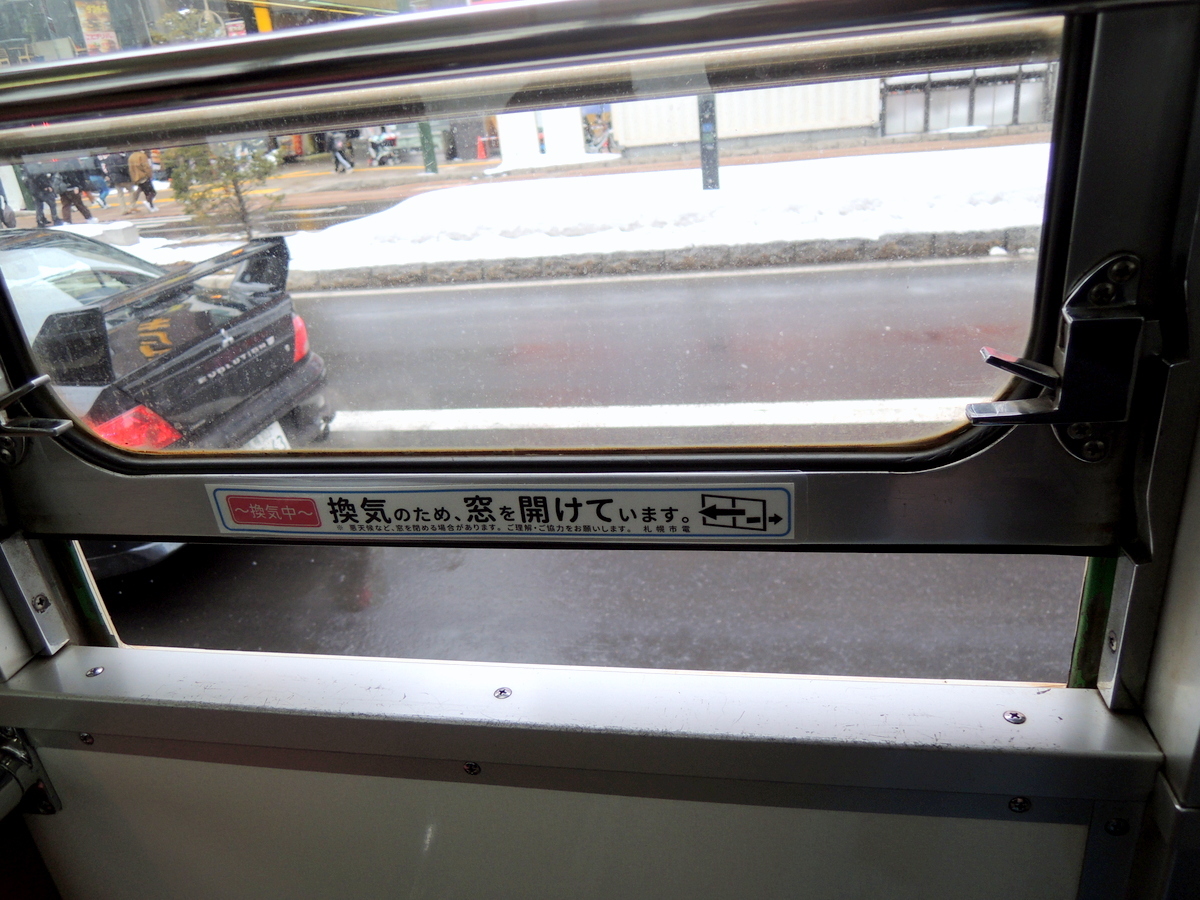 EVOLUTION
～換気中～
換気のため、窓を開けています。
※ 悪天候など、窓を閉める場合があります。ご理解・ご協力をお願いします。 札幌市電